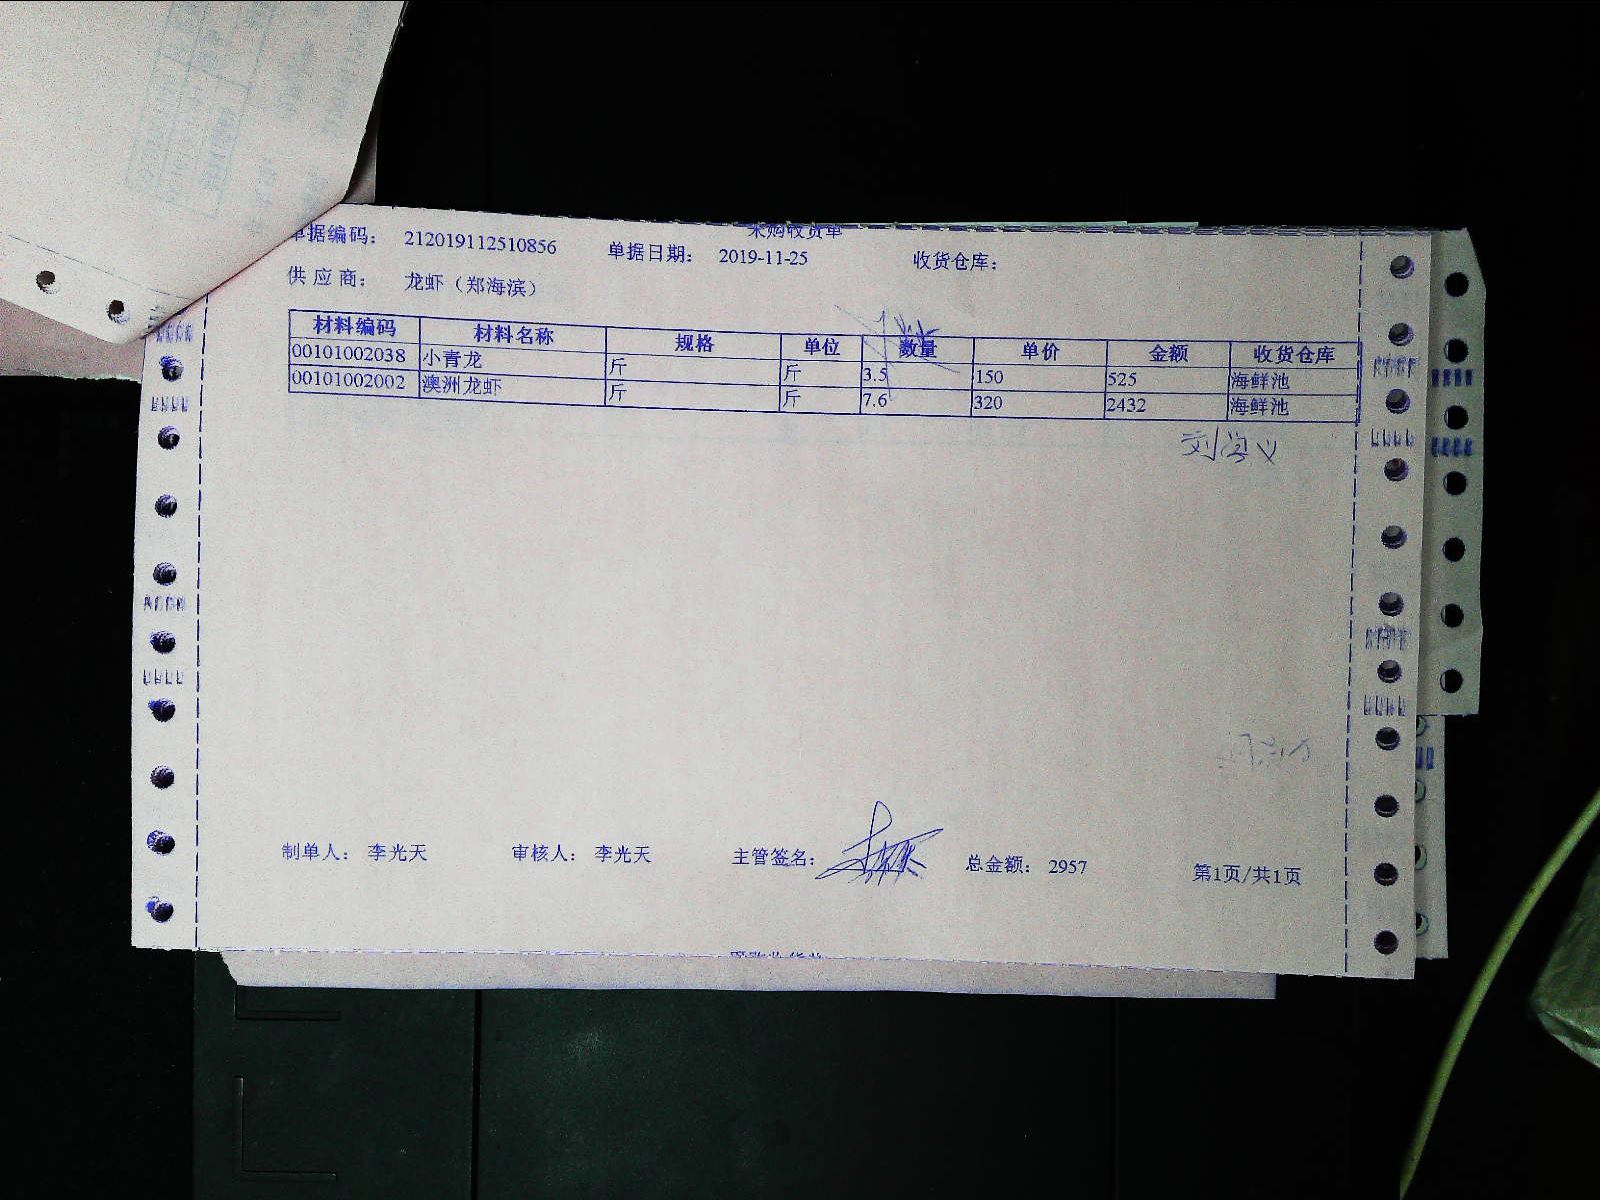 采购收货单
单据编码： 212019112510856 单据日期： 2019-11-25 收货仓库：
供 应 商： 龙虾（郑海滨）
材料编码 材料名称 规格 单位 数量 单价 金额 收货仓库
00101002038 小青龙 斤 斤 3.5 150 525 海鲜池
00101002002 澳洲龙虾 斤 斤 7.6 320 2432 海鲜池
制单人： 李光天 审核人： 李光天 主管签名： 总金额： 2957 第1页/共1页